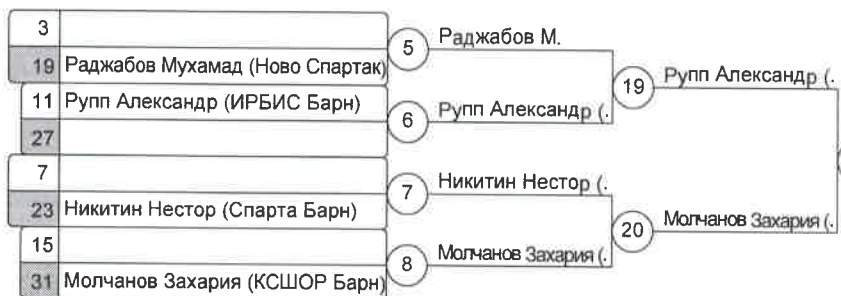 3
19 Раджабов Мухамад (Ново Спартак)
11 Рупп Александр (ИРБИС Барн)
27
7
23 Никитин Нестор (Спарта Барн)
15
31 Молчанов Захария (КСШОР Барн)
5 Раджабов М.
6 Рупп Александр (.
7 Никитин Нестор (.
8 Молчанов Захария (.
19 Рупп Александр (.
20 Молчанов Захария (.